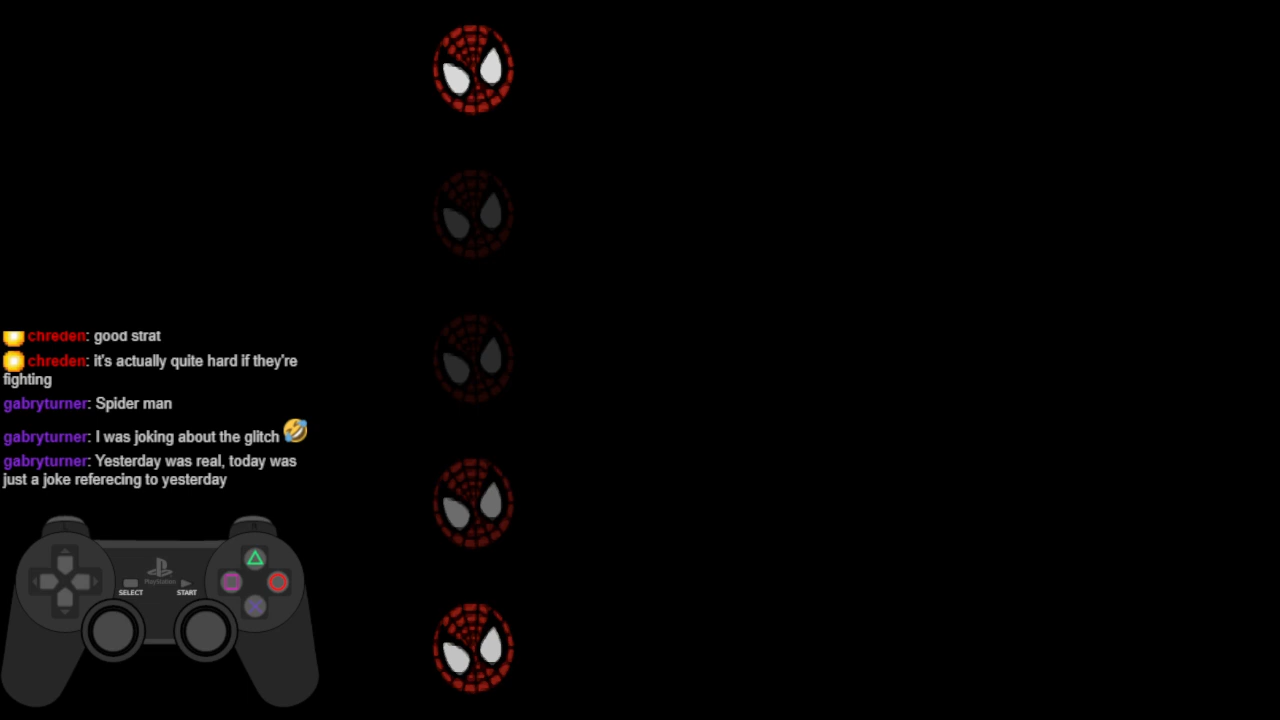 chreden: good strat
chreden: it's actually quite hard if they're
fighting
gabryturner: Spider man
gabryturner: I was joking about the glitch 🤣
gabryturner: Yesterday was real, today was
just a joke referecing to yesterday
PlayStation
SELECT
START